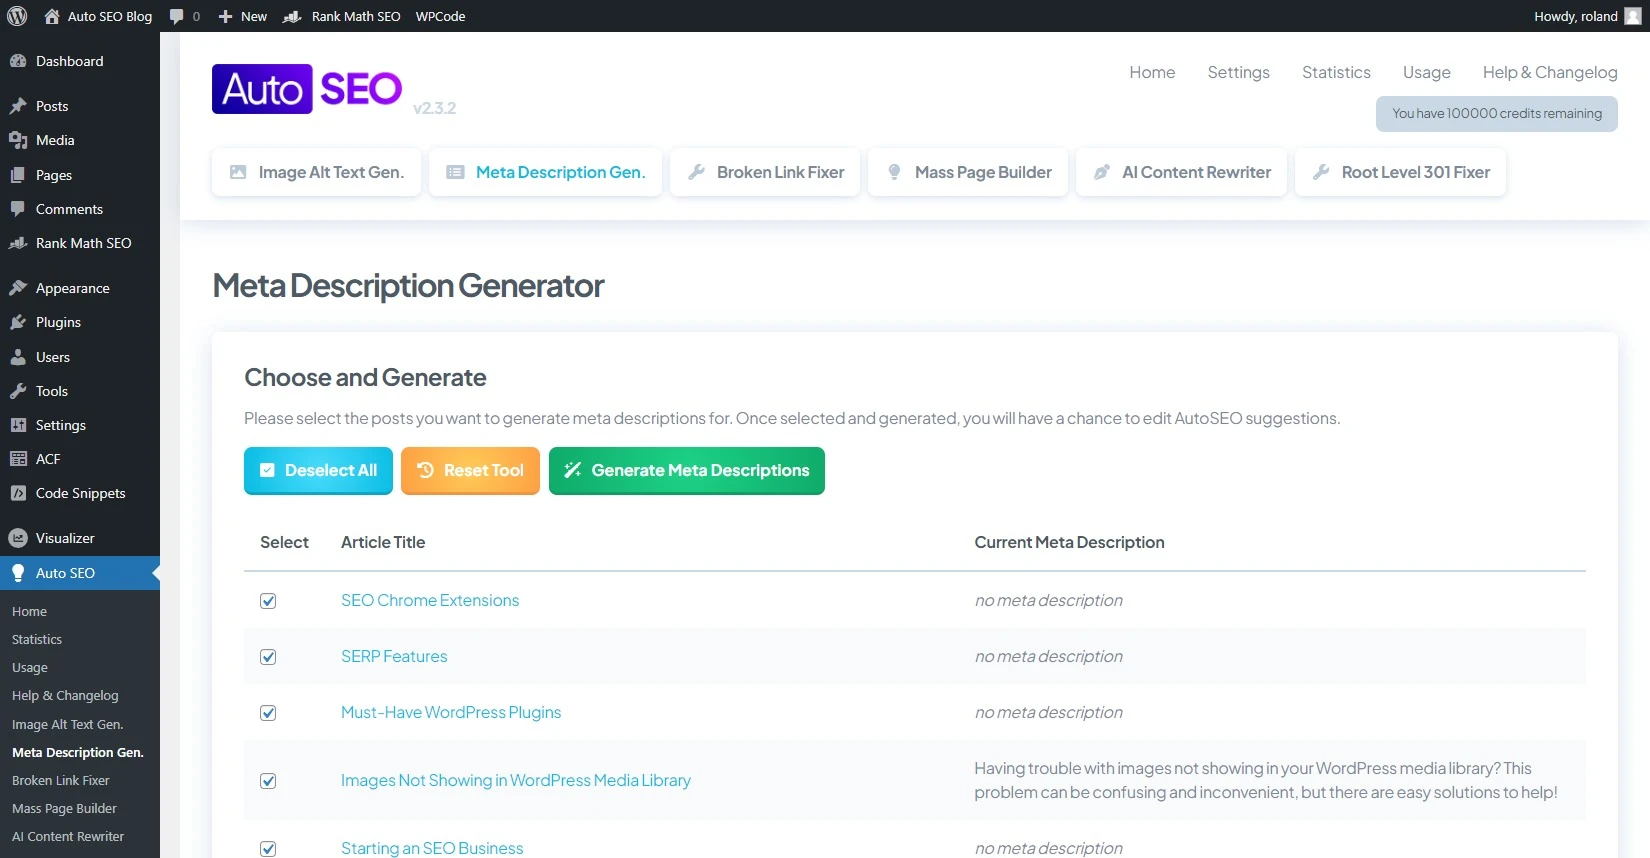 Auto SEO Blog 0 New Rank Math SEO WPCode Howdy, roland
Dashboard
Posts
Media
Pages
Comments
Rank Math SEO
Appearance
Plugins
Users
Tools
Settings
ACF
Code Snippets
Visualizer
Auto SEO
Home
Statistics
Usage
Help & Changelog
Image Alt Text Gen.
Meta Description Gen.
Broken Link Fixer
Mass Page Builder
AI Content Rewriter
Auto SEO v2.3.2
Home Settings Statistics Usage Help & Changelog
You have 100000 credits remaining
Image Alt Text Gen. Meta Description Gen. Broken Link Fixer Mass Page Builder AI Content Rewriter Root Level 301 Fixer
Meta Description Generator
Choose and Generate
Please select the posts you want to generate meta descriptions for. Once selected and generated, you will have a chance to edit AutoSEO suggestions.
Deselect All Reset Tool Generate Meta Descriptions
Select Article Title Current Meta Description
SEO Chrome Extensions no meta description
SERP Features no meta description
Must-Have WordPress Plugins no meta description
Images Not Showing in WordPress Media Library Having trouble with images not showing in your WordPress media library? This
problem can be confusing and inconvenient, but there are easy solutions to help!
Starting an SEO Business no meta description